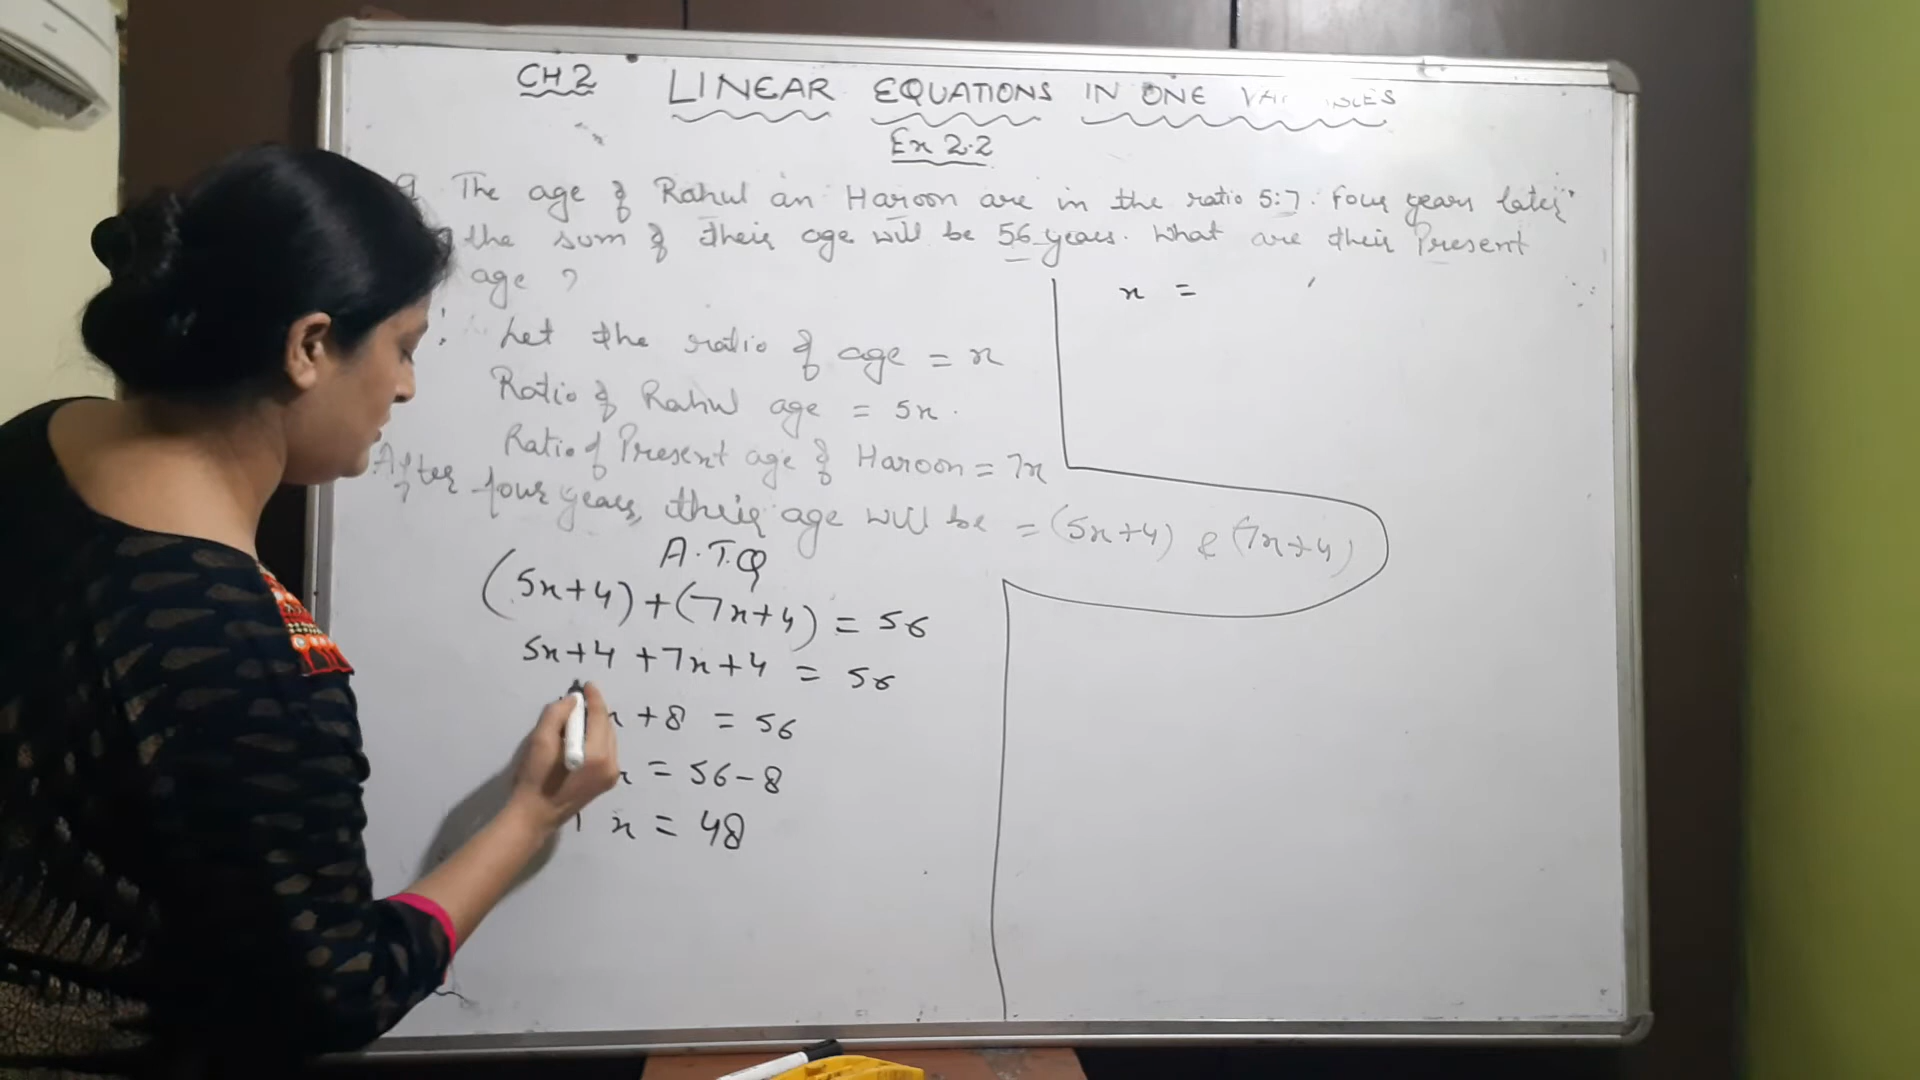 CH 2 LINEAR EQUATIONS IN ONE
Ex 2.2
9 The age of Rahul an Haroon are in the ratio 5:7. Four years later
the sum of their age will be 56 years. What are their Present
age ?
x =
Let the ratio of age = x
Ratio of Rahul age = 5x.
Ratio of Present age of Haroon = 7x
After four years, their age will be = (5x+4) & (7x+4)
A.T.Q
(5x+4)+(7x+4) = 56
5x+4 +7x+4 = 56
x +8 = 56
x = 56-8
x = 48